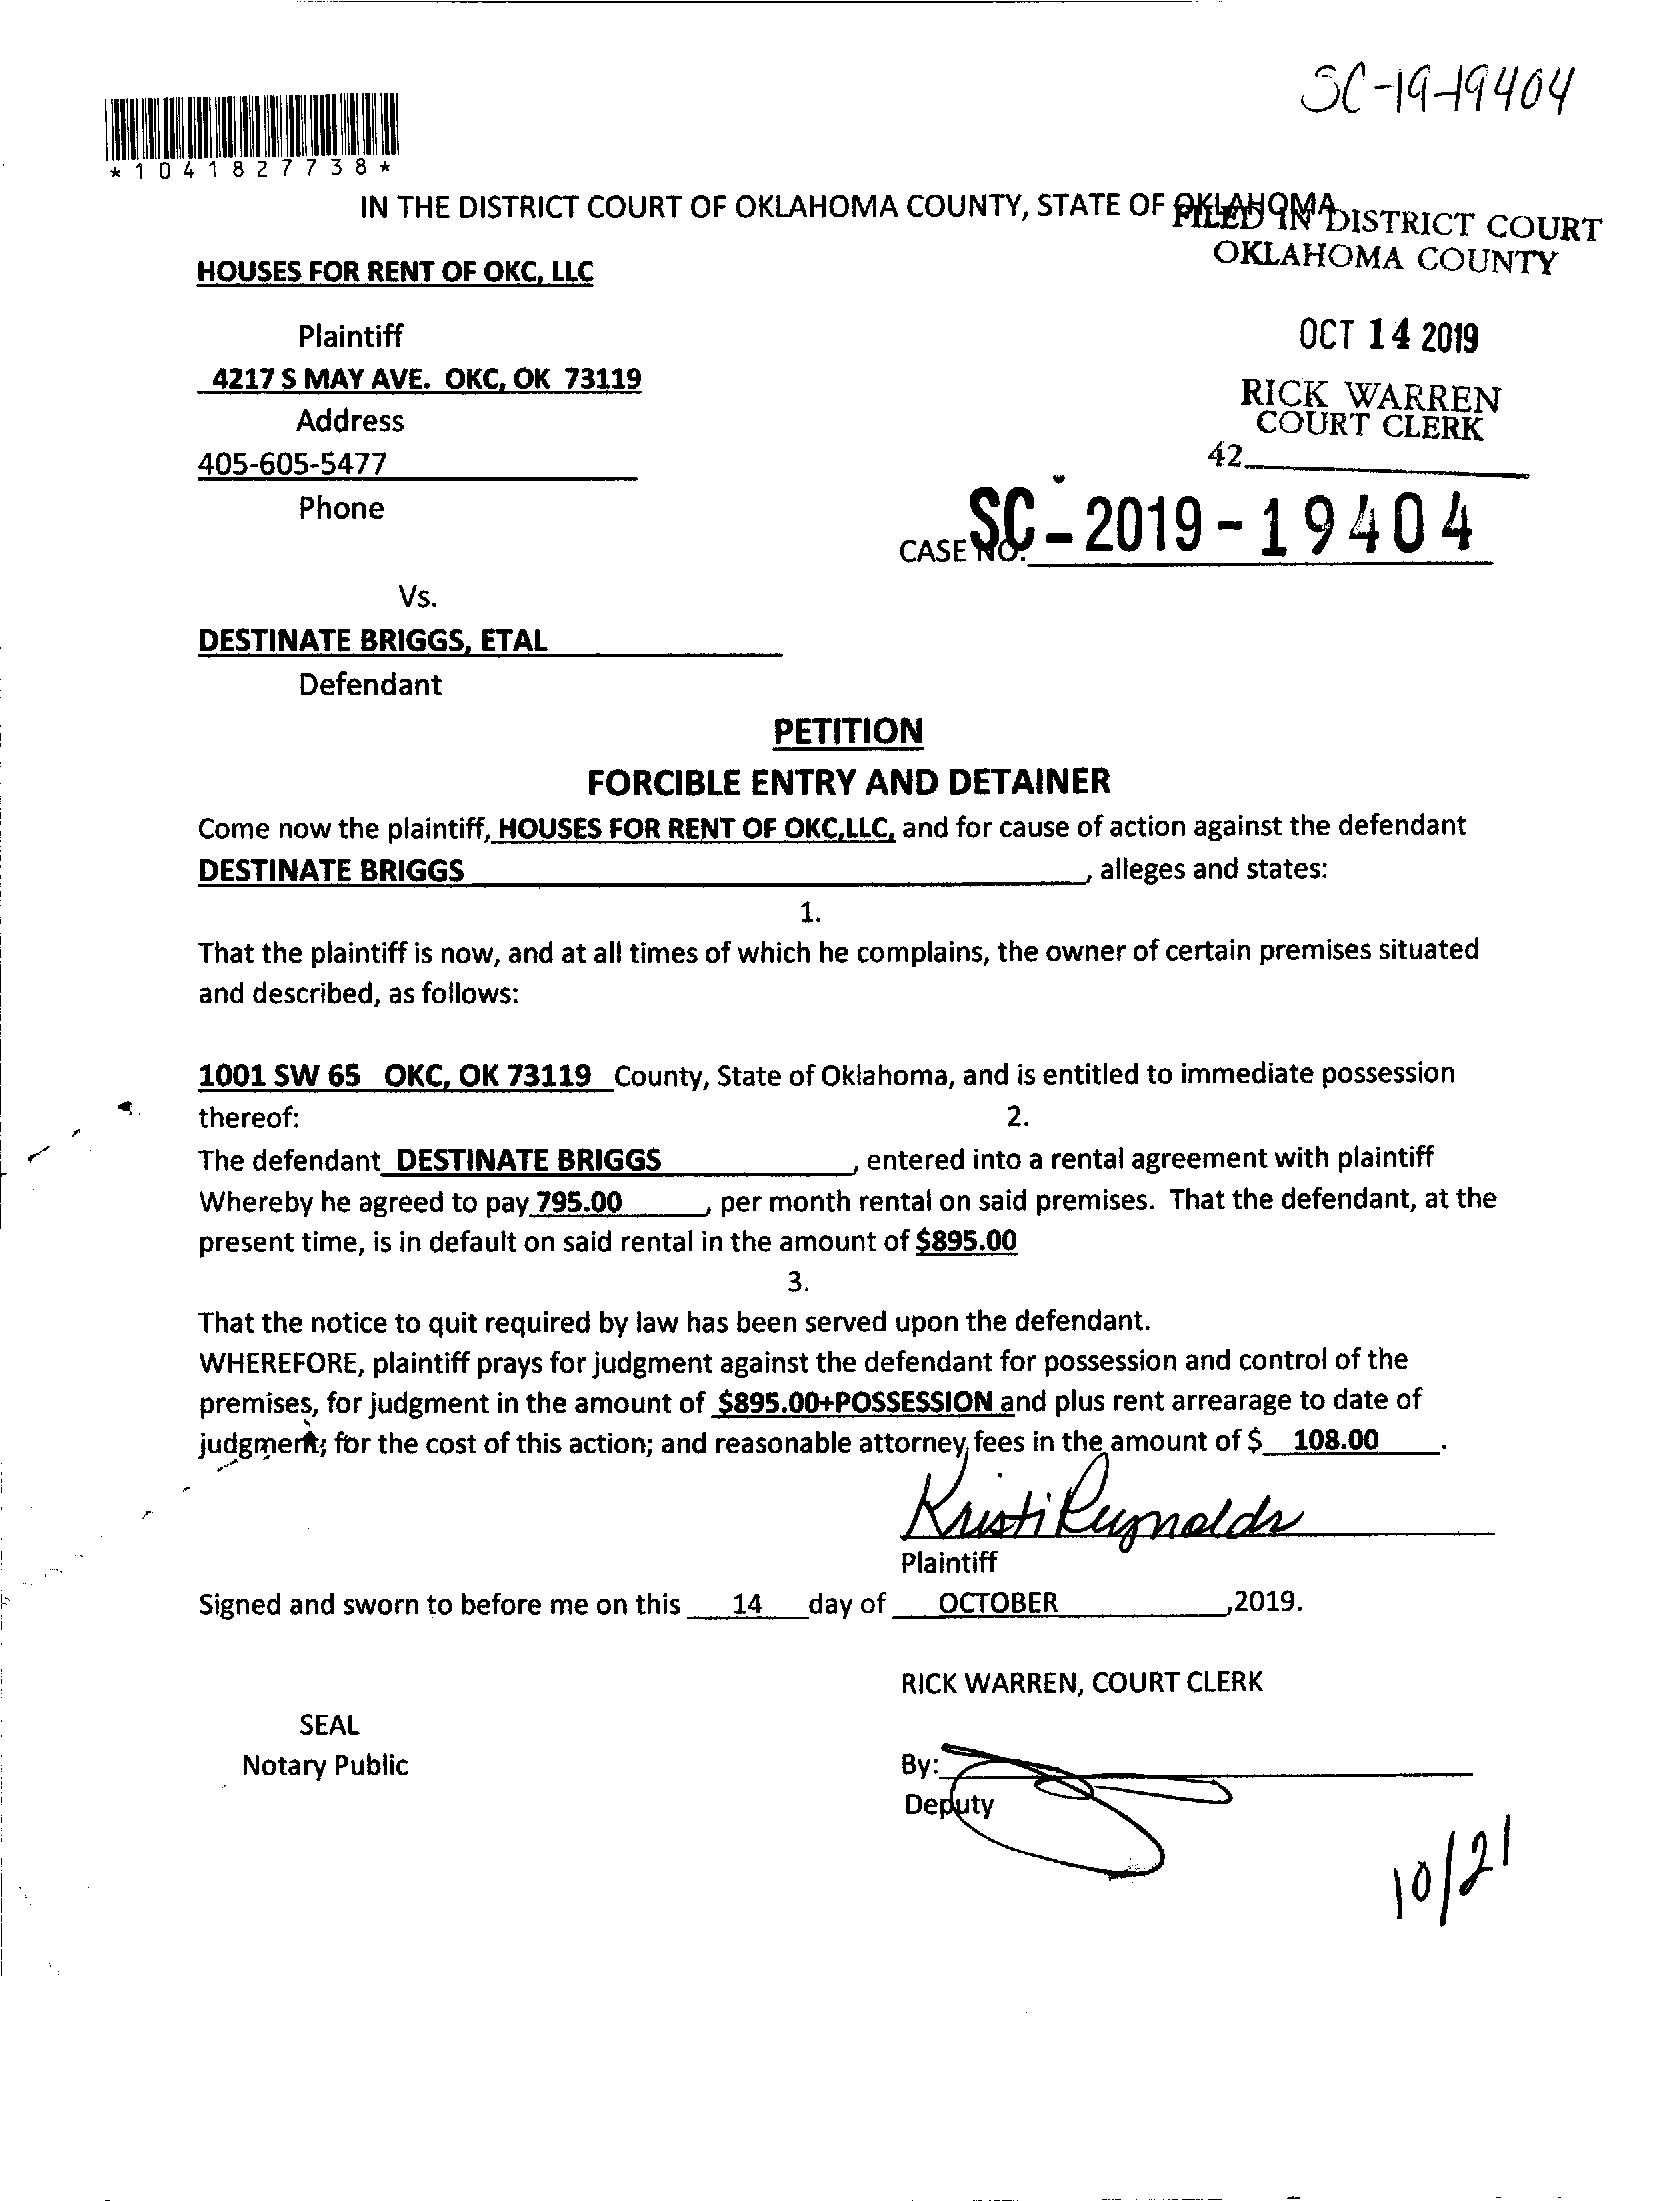 SC-19-19404
*1041827738*
IN THE DISTRICT COURT OF OKLAHOMA COUNTY, STATE OF OKLAHOMA
FILED IN DISTRICT COURT
OKLAHOMA COUNTY
HOUSES FOR RENT OF OKC, LLC
Plaintiff
OCT 14 2019
4217 S MAY AVE. OKC, OK 73119
RICK WARREN
Address
COURT CLERK
405-605-5477
42
Phone
CASE NO. SC-2019-19404
Vs.
DESTINATE BRIGGS, ETAL
Defendant
PETITION
FORCIBLE ENTRY AND DETAINER
Come now the plaintiff, HOUSES FOR RENT OF OKC,LLC, and for cause of action against the defendant
DESTINATE BRIGGS, alleges and states:
1.
That the plaintiff is now, and at all times of which he complains, the owner of certain premises situated
and described, as follows:
1001 SW 65 OKC, OK 73119 County, State of Oklahoma, and is entitled to immediate possession
thereof: 2.
The defendant DESTINATE BRIGGS, entered into a rental agreement with plaintiff
Whereby he agreed to pay 795.00, per month rental on said premises. That the defendant, at the
present time, is in default on said rental in the amount of $895.00
3.
That the notice to quit required by law has been served upon the defendant.
WHEREFORE, plaintiff prays for judgment against the defendant for possession and control of the
premises, for judgment in the amount of $895.00+POSSESSION and plus rent arrearage to date of
judgment; for the cost of this action; and reasonable attorney fees in the amount of $ 108.00.
Kristi Reynolds
Plaintiff
Signed and sworn to before me on this 14 day of OCTOBER,2019.
RICK WARREN, COURT CLERK
SEAL
Notary Public
By:
Deputy
10/21